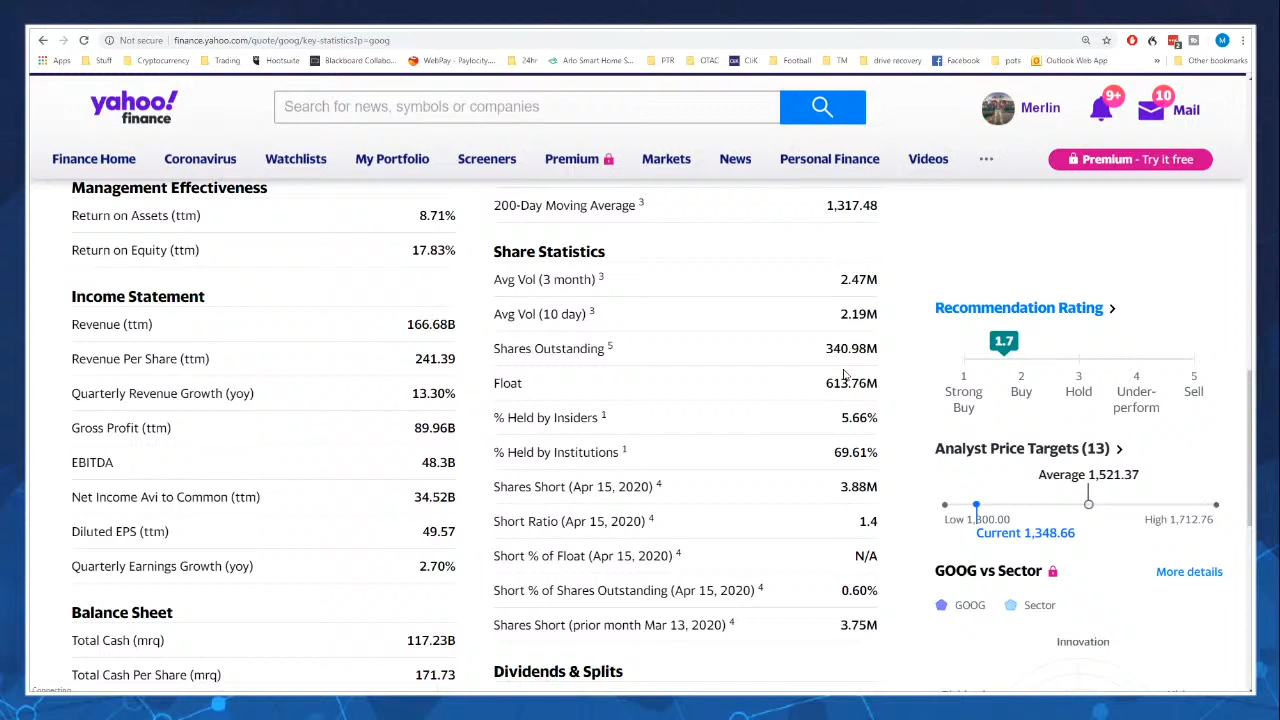 Not secure | finance.yahoo.com/quote/goog/key-statistics?p=goog
Apps Stuff Cryptocurrency Trading Hootsuite Blackboard Collabo... WebPay - Paylocity... 24hr Arlo Smart Home S... PTR OTAC CliK Football TM drive recovery Facebook pots Outlook Web App » Other bookmarks
yahoo!
finance
Search for news, symbols or companies
Merlin
9+
10
Mail
Finance Home Coronavirus Watchlists My Portfolio Screeners Premium Markets News Personal Finance Videos ••• Premium - Try it free
Management Effectiveness
Return on Assets (ttm) 8.71%
Return on Equity (ttm) 17.83%
Income Statement
Revenue (ttm) 166.68B
Revenue Per Share (ttm) 241.39
Quarterly Revenue Growth (yoy) 13.30%
Gross Profit (ttm) 89.96B
EBITDA 48.3B
Net Income Avi to Common (ttm) 34.52B
Diluted EPS (ttm) 49.57
Quarterly Earnings Growth (yoy) 2.70%
Balance Sheet
Total Cash (mrq) 117.23B
Total Cash Per Share (mrq) 171.73
Connecting...
200-Day Moving Average 3 1,317.48
Share Statistics
Avg Vol (3 month) 3 2.47M
Avg Vol (10 day) 3 2.19M
Shares Outstanding 5 340.98M
Float 613.76M
% Held by Insiders 1 5.66%
% Held by Institutions 1 69.61%
Shares Short (Apr 15, 2020) 4 3.88M
Short Ratio (Apr 15, 2020) 4 1.4
Short % of Float (Apr 15, 2020) 4 N/A
Short % of Shares Outstanding (Apr 15, 2020) 4 0.60%
Shares Short (prior month Mar 13, 2020) 4 3.75M
Dividends & Splits
Recommendation Rating >
1.7
1 2 3 4 5
Strong Buy Hold Under- Sell
Buy perform
Analyst Price Targets (13) >
Average 1,521.37
Low 1,300.00 High 1,712.76
Current 1,348.66
GOOG vs Sector More details
GOOG Sector
Innovation